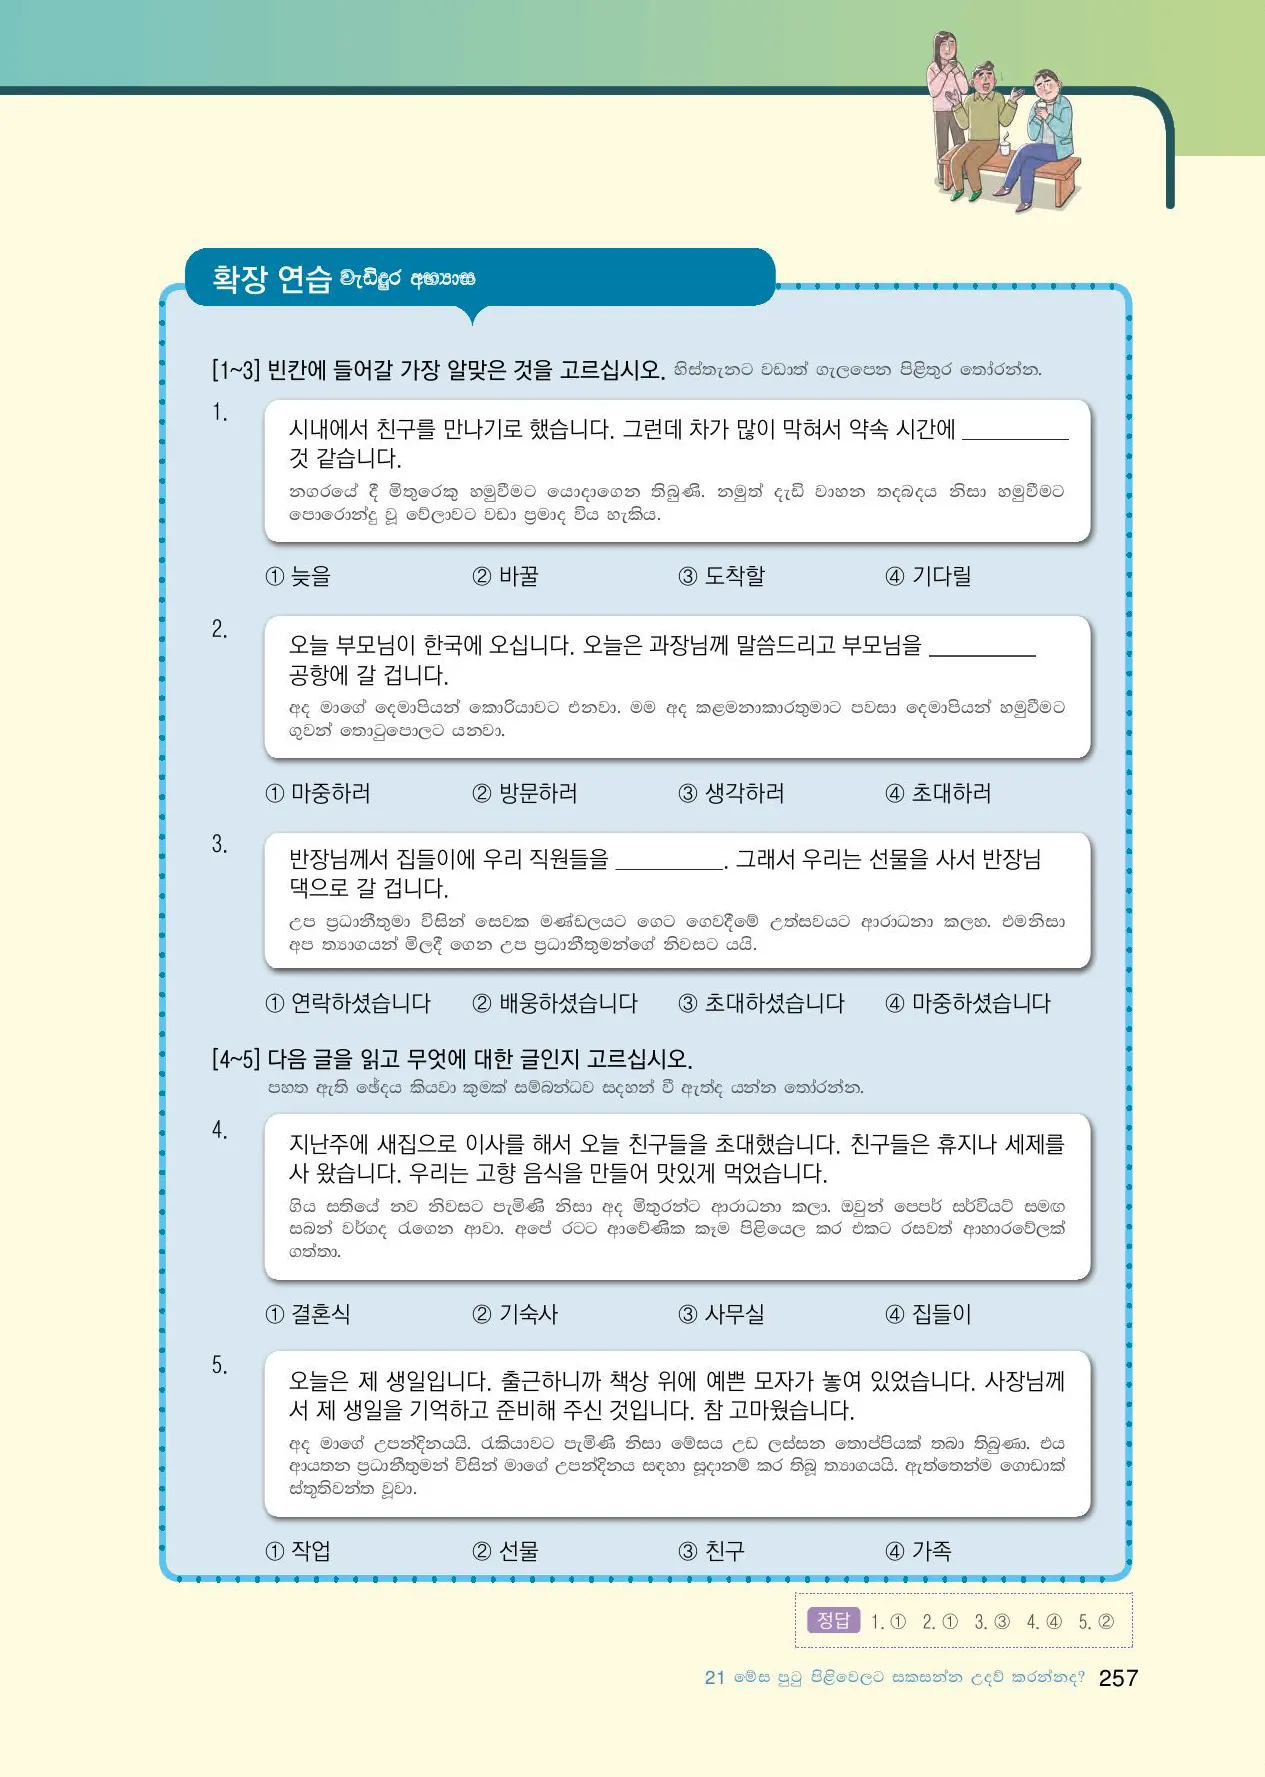 확장 연습 වැඩිදුර අභ්‍යාස
[1~3] 빈칸에 들어갈 가장 알맞은 것을 고르십시오. හිස්තැනට වඩාත් ගැලපෙන පිළිතුර තෝරන්න.
1.
시내에서 친구를 만나기로 했습니다. 그런데 차가 많이 막혀서 약속 시간에 __________
것 같습니다.
නගරයේ දී මිතුරෙකු හමුවීමට යොදාගෙන තිබුණි. නමුත් දැඩි වාහන තදබදය නිසා හමුවීමට
පොරොන්දු වූ වේලාවට වඩා ප්‍රමාද විය හැකිය.
① 늦을 ② 바꿀 ③ 도착할 ④ 기다릴
2.
오늘 부모님이 한국에 오십니다. 오늘은 과장님께 말씀드리고 부모님을 __________
공항에 갈 겁니다.
අද මාගේ දෙමාපියන් කොරියාවට එනවා. මම අද කළමනාකාරතුමාට පවසා දෙමාපියන් හමුවීමට
ගුවන් තොටුපොලට යනවා.
① 마중하러 ② 방문하러 ③ 생각하러 ④ 초대하러
3.
반장님께서 집들이에 우리 직원들을 __________. 그래서 우리는 선물을 사서 반장님
댁으로 갈 겁니다.
උප ප්‍රධානීතුමා විසින් සේවක මණ්ඩලයට ගෙට ගෙවදීමේ උත්සවයට ආරාධනා කලහ. එමනිසා
අප ත්‍යාගයන් මිලදී ගෙන උප ප්‍රධානීතුමන්ගේ නිවසට යයි.
① 연락하셨습니다 ② 배웅하셨습니다 ③ 초대하셨습니다 ④ 마중하셨습니다
[4~5] 다음 글을 읽고 무엇에 대한 글인지 고르십시오.
පහත ඇති ඡේදය කියවා කුමක් සම්බන්ධව සදහන් වී ඇත්ද යන්න තෝරන්න.
4.
지난주에 새집으로 이사를 해서 오늘 친구들을 초대했습니다. 친구들은 휴지나 세제를
사 왔습니다. 우리는 고향 음식을 만들어 맛있게 먹었습니다.
ගිය සතියේ නව නිවසට පැමිණි නිසා අද මිතුරන්ට ආරාධනා කලා. ඔවුන් පෙපර් සර්වියට් සමඟ
සබන් වර්ගද රැගෙන ආවා. අපේ රටට ආවේණික කෑම පිළියෙල කර එකට රසවත් ආහාරවේලක්
ගත්තා.
① 결혼식 ② 기숙사 ③ 사무실 ④ 집들이
5.
오늘은 제 생일입니다. 출근하니까 책상 위에 예쁜 모자가 놓여 있었습니다. 사장님께
서 제 생일을 기억하고 준비해 주신 것입니다. 참 고마웠습니다.
අද මාගේ උපන්දිනයයි. රැකියාවට පැමිණි නිසා මේසය උඩ ලස්සන තොප්පියක් තබා තිබුණා. එය
ආයතන ප්‍රධානීතුමන් විසින් මාගේ උපන්දිනය සඳහා සූදානම් කර තිබූ ත්‍යාගයයි. ඇත්තෙන්ම ගොඩාක්
ස්තූතිවන්ත වූවා.
① 작업 ② 선물 ③ 친구 ④ 가족
정답 1. ① 2. ① 3. ③ 4. ④ 5. ②
21 මේස පුටු පිළිවෙලට සකසන්න උදව් කරන්නද? 257